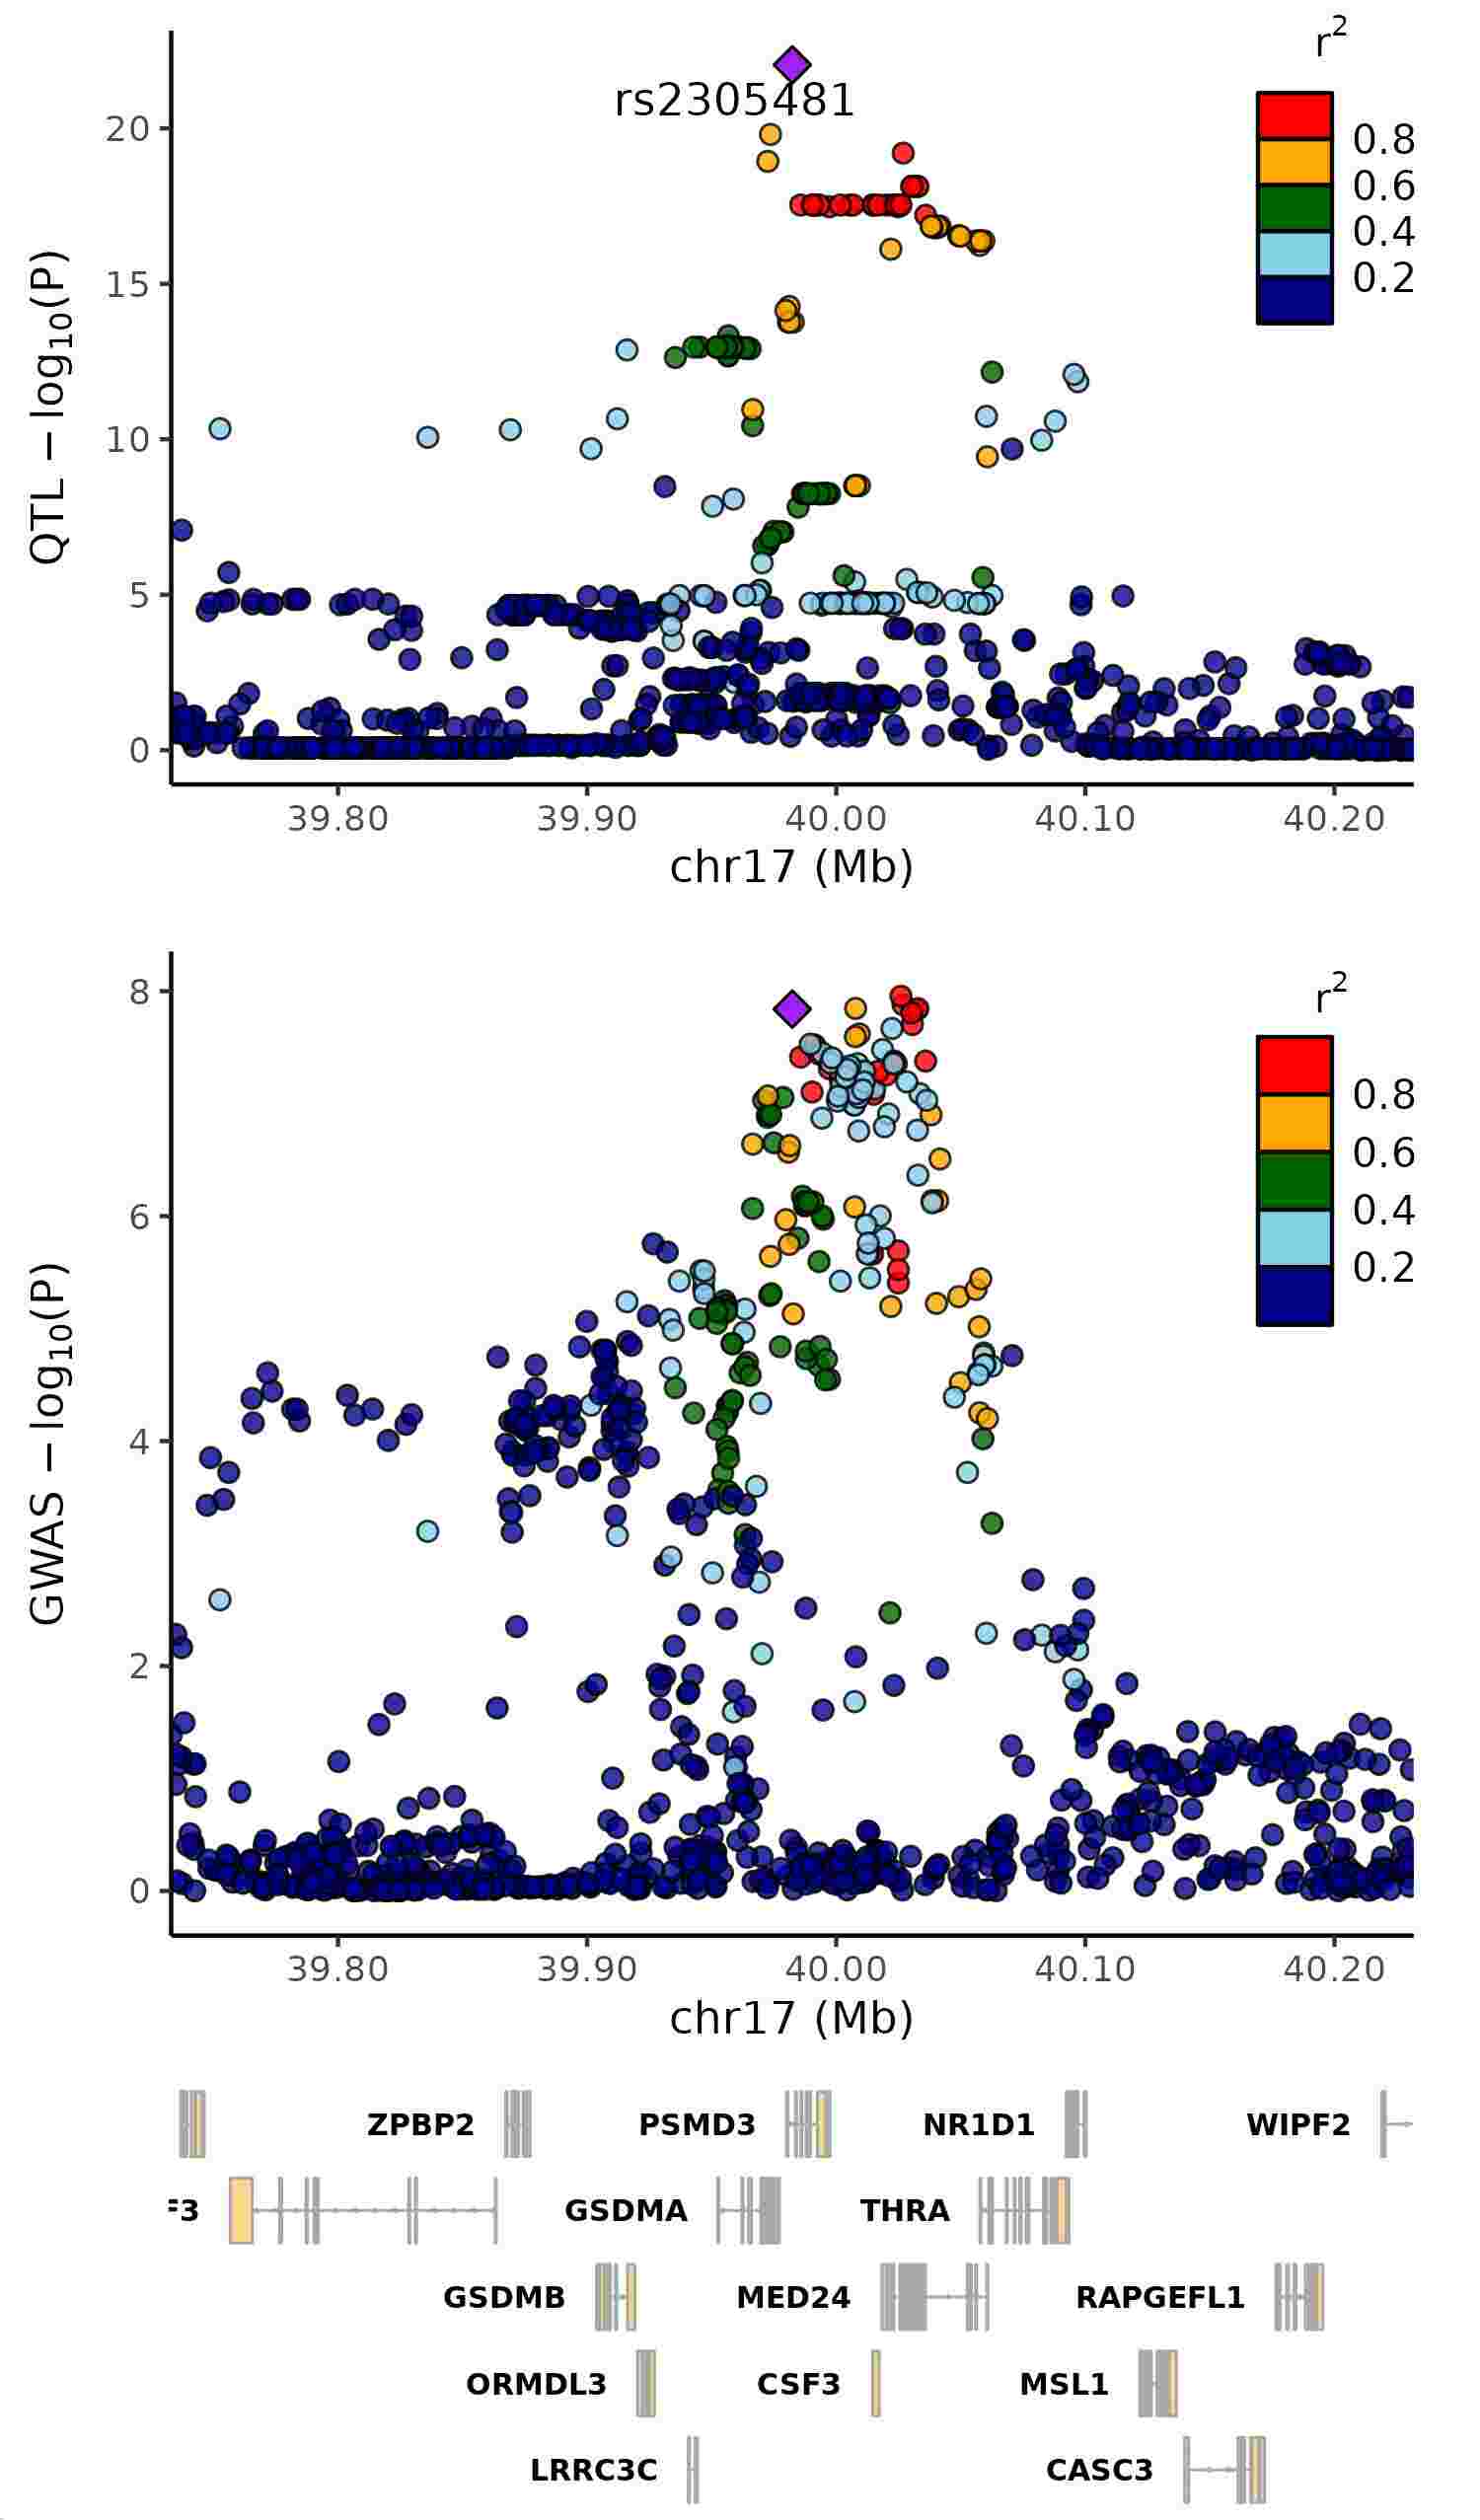 r²
rs2305481
0.8
0.6
0.4
0.2
20
15
10
5
0
QTL −log₁₀(P)
39.80 39.90 40.00 40.10 40.20
chr17 (Mb)
r²
0.8
0.6
0.4
0.2
8
6
4
2
0
GWAS −log₁₀(P)
39.80 39.90 40.00 40.10 40.20
chr17 (Mb)
ZPBP2 PSMD3 NR1D1 WIPF2
F3 GSDMA THRA
GSDMB MED24 RAPGEFL1
ORMDL3 CSF3 MSL1
LRRC3C CASC3